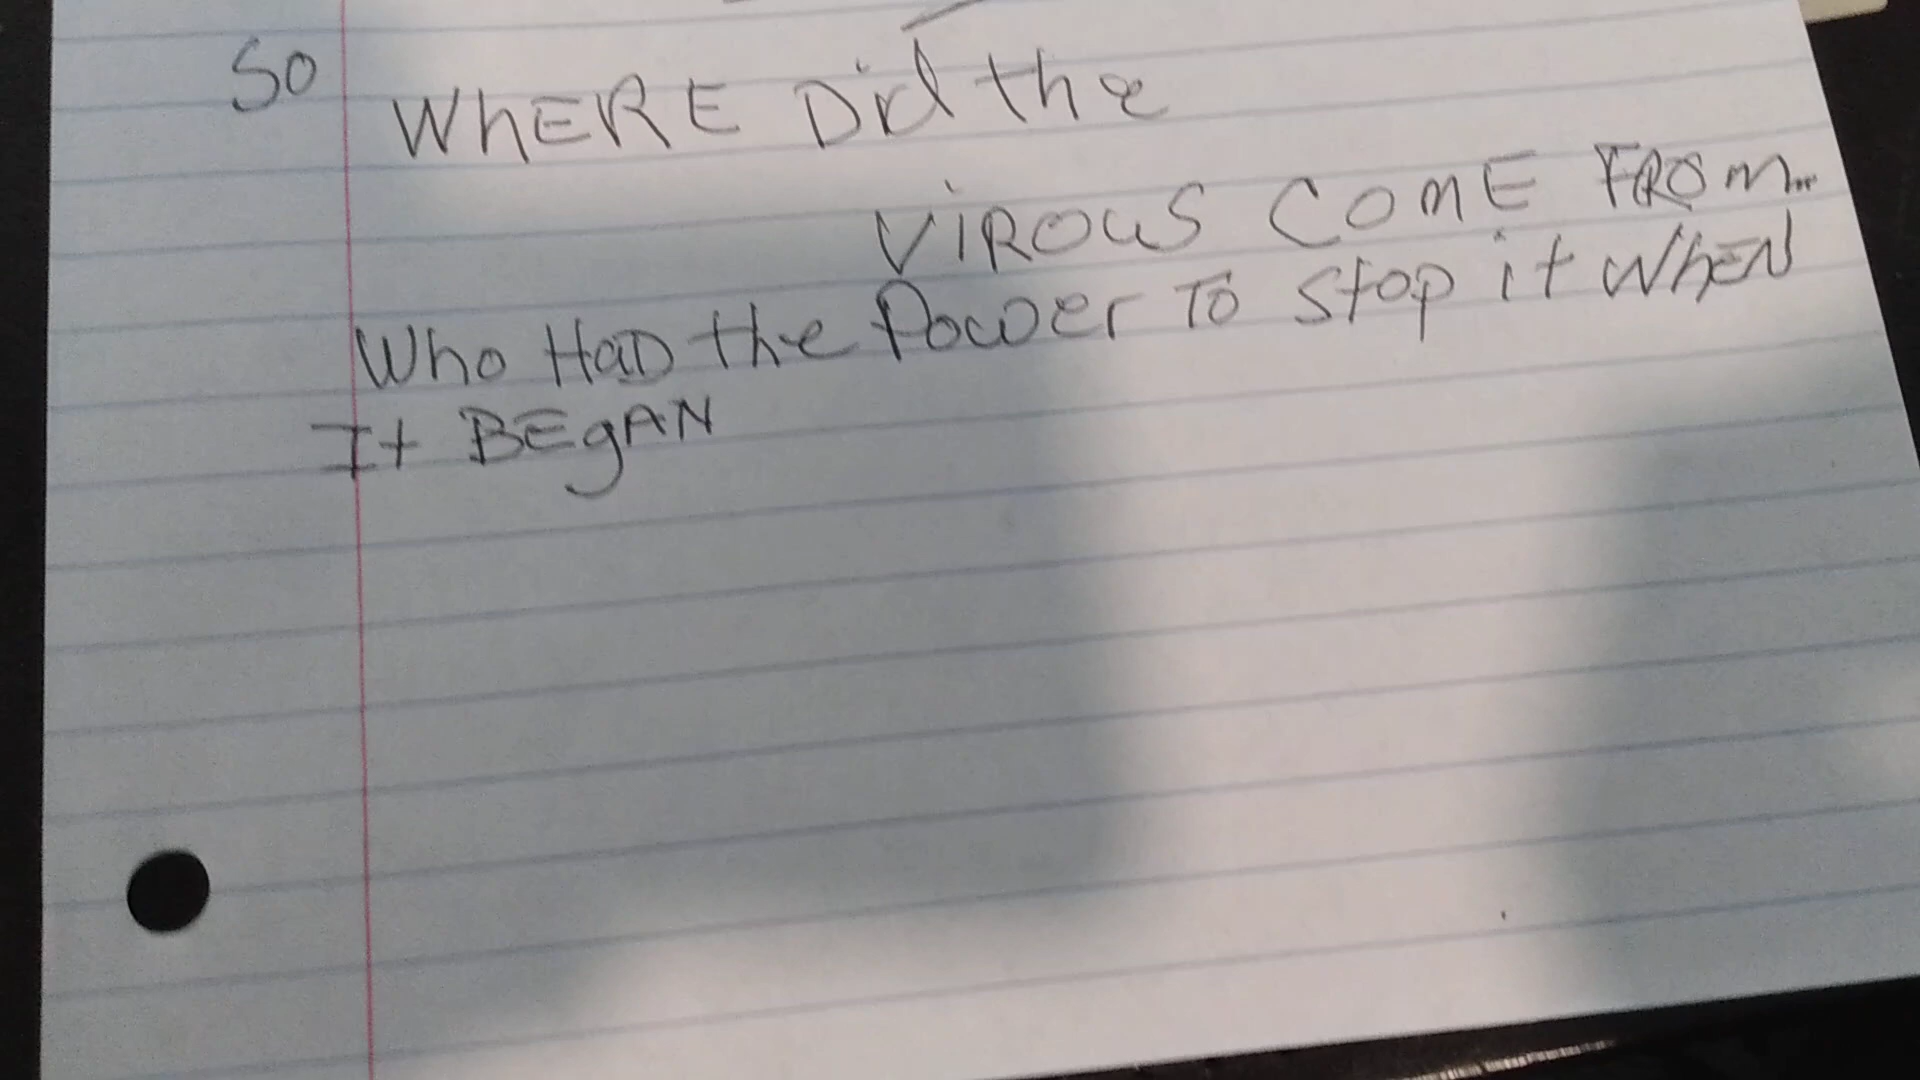 So WhERE Did the
VIROUS COME FROM..
Who HAD the Power To Stop it WhEN
It BEgAN